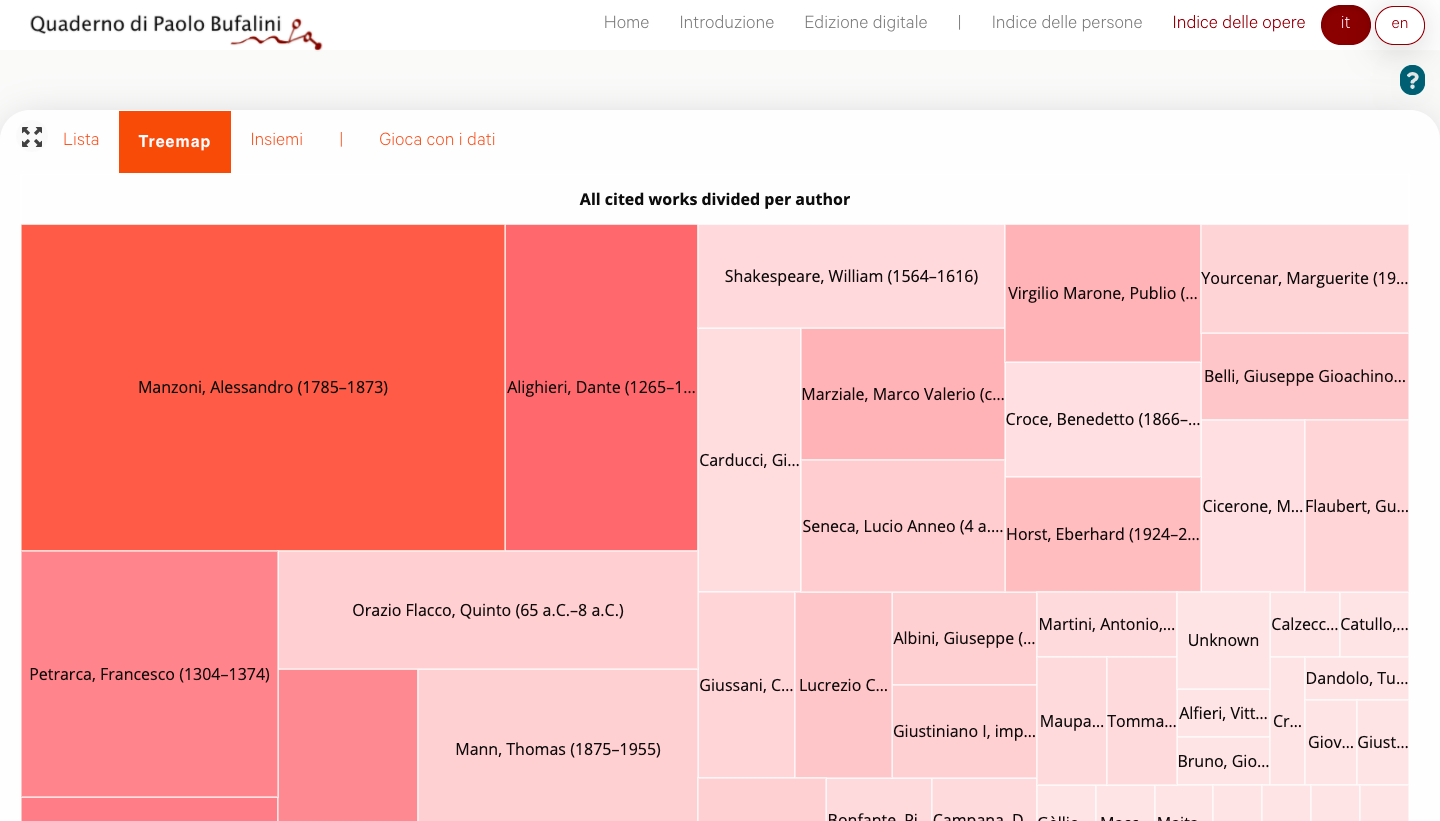 Quaderno di Paolo Bufalini
Home Introduzione Edizione digitale | Indice delle persone Indice delle opere it en
?
Lista Treemap Insiemi | Gioca con i dati
All cited works divided per author
Manzoni, Alessandro (1785–1873)
Alighieri, Dante (1265–1...
Shakespeare, William (1564–1616)
Virgilio Marone, Publio (...
Yourcenar, Marguerite (19...
Belli, Giuseppe Gioachino...
Marziale, Marco Valerio (c...
Croce, Benedetto (1866–...
Carducci, Gi...
Seneca, Lucio Anneo (4 a....
Horst, Eberhard (1924–2...
Cicerone, M...
Flaubert, Gu...
Petrarca, Francesco (1304–1374)
Orazio Flacco, Quinto (65 a.C.–8 a.C.)
Mann, Thomas (1875–1955)
Giussani, C...
Lucrezio C...
Albini, Giuseppe (...
Giustiniano I, imp...
Martini, Antonio,...
Maupa...
Tomma...
Unknown
Alfieri, Vitt...
Bruno, Gio...
Calzecc...
Catullo,...
Cr...
Dandolo, Tu...
Giov...
Giust...
Bonfante, Pi...
Campana, D...